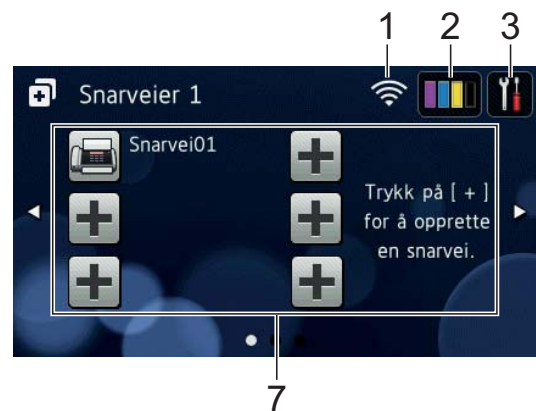 1 2 3
Snarveier 1
Snarvei01
Trykk på [ + ]
for å opprette
en snarvei.
7